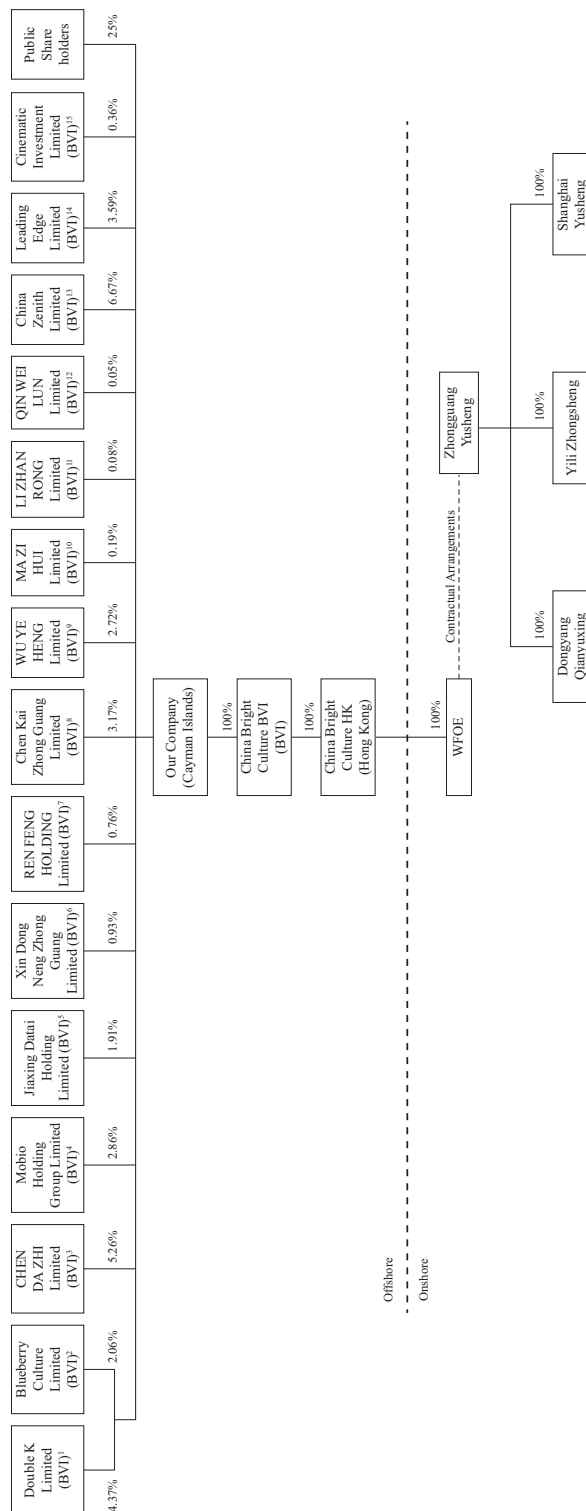 Double K
Limited
(BVI)1
Blueberry
Culture
Limited
(BVI)2
CHEN
DA ZHI
Limited
(BVI)3
Mobio
Holding
Group Limited
(BVI)4
Jiaxing Datai
Holding
Limited (BVI)5
Xin Dong
Neng Zhong
Guang
Limited (BVI)6
REN FENG
HOLDING
Limited (BVI)7
Chen Kai
Zhong Guang
Limited
(BVI)8
WU YE
HENG
Limited
(BVI)9
MA ZI
HUI
Limited
(BVI)10
LI ZHAN
RONG
Limited
(BVI)11
QIN WEI
LUN
Limited
(BVI)12
China
Zenith
Limited
(BVI)13
Leading
Edge
Limited
(BVI)14
Cinematic
Investment
Limited
(BVI)15
Public
Share
holders
4.37%
2.06%
5.26%
2.86%
1.91%
0.93%
0.76%
3.17%
2.72%
0.19%
0.08%
0.05%
6.67%
3.59%
0.36%
25%
Our Company
(Cayman Islands)
100%
China Bright
Culture BVI
(BVI)
100%
China Bright
Culture HK
(Hong Kong)
Offshore
Onshore
100%
WFOE
Contractual Arrangements
Zhongguang
Yusheng
100%
100%
100%
Dongyang
Qianyuxing
Yili Zhongsheng
Shanghai
Yusheng